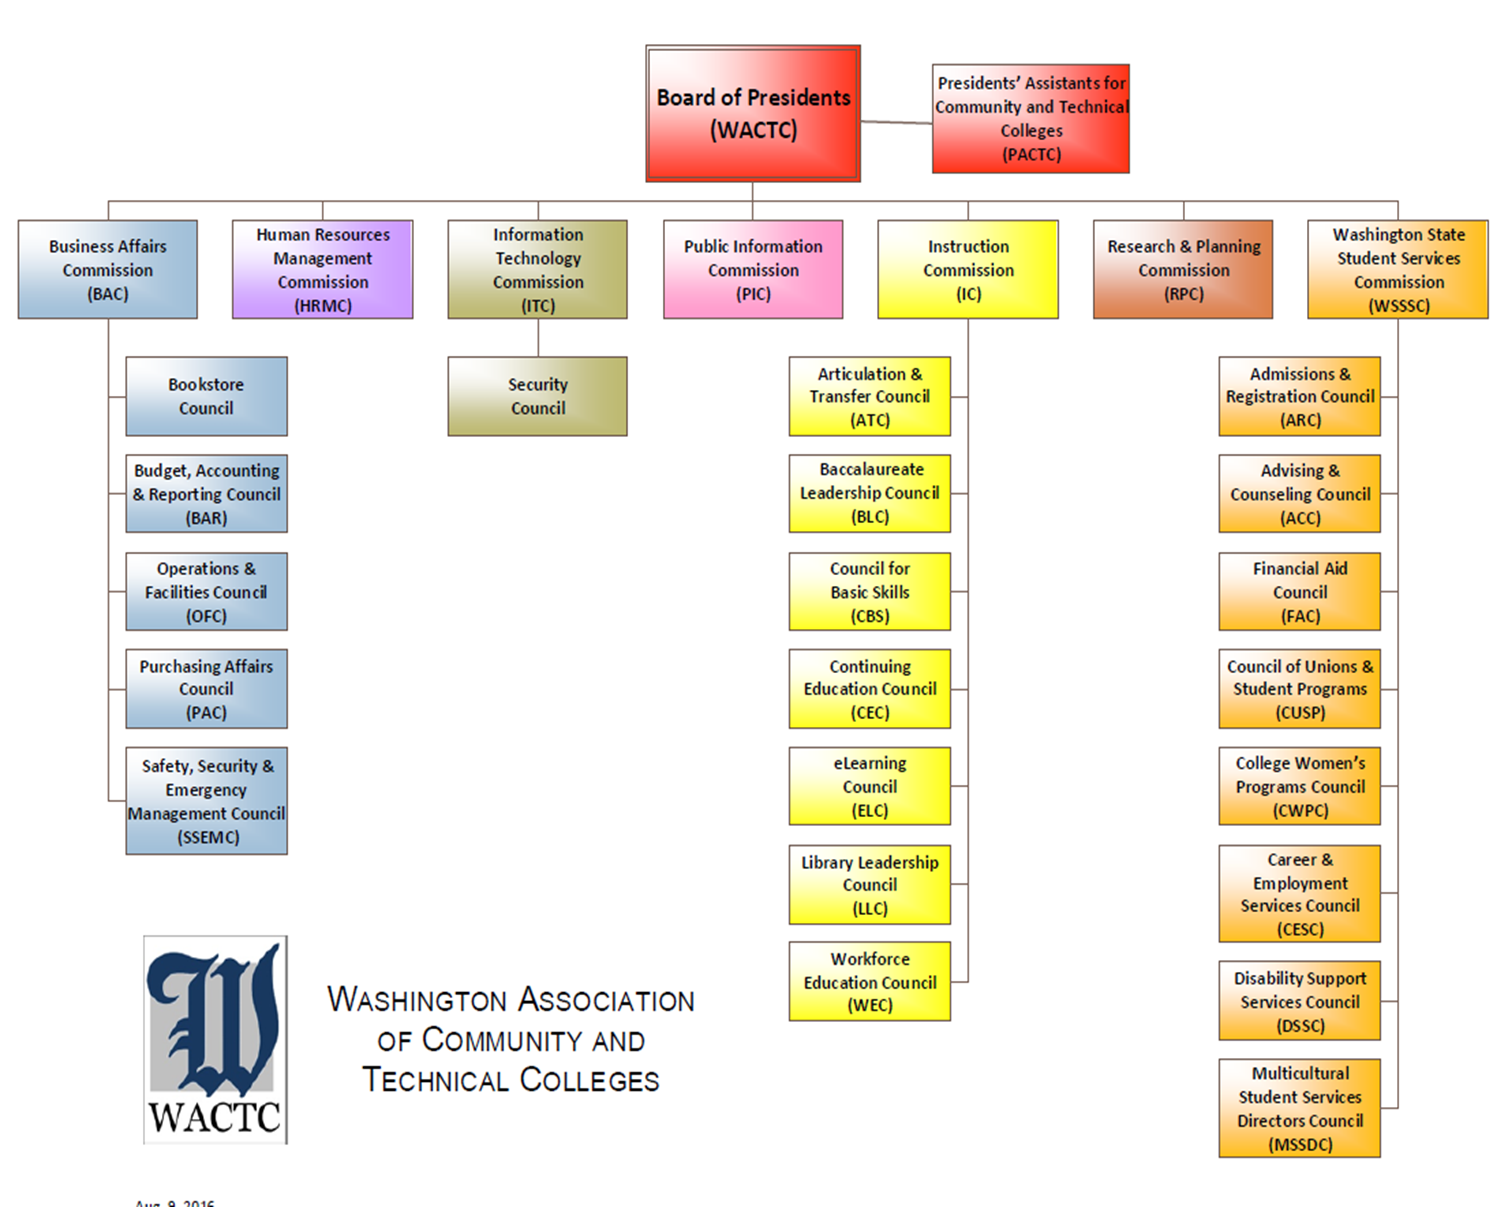 Board of Presidents
(WACTC)
Presidents’ Assistants for
Community and Technical
Colleges
(PACTC)
Business Affairs
Commission
(BAC)
Human Resources
Management
Commission
(HRMC)
Information
Technology
Commission
(ITC)
Public Information
Commission
(PIC)
Instruction
Commission
(IC)
Research & Planning
Commission
(RPC)
Washington State
Student Services
Commission
(WSSSC)
Bookstore
Council
Budget, Accounting
& Reporting Council
(BAR)
Operations &
Facilities Council
(OFC)
Purchasing Affairs
Council
(PAC)
Safety, Security &
Emergency
Management Council
(SSEMC)
Security
Council
Articulation &
Transfer Council
(ATC)
Baccalaureate
Leadership Council
(BLC)
Council for
Basic Skills
(CBS)
Continuing
Education Council
(CEC)
eLearning
Council
(ELC)
Library Leadership
Council
(LLC)
Workforce
Education Council
(WEC)
Admissions &
Registration Council
(ARC)
Advising &
Counseling Council
(ACC)
Financial Aid
Council
(FAC)
Council of Unions &
Student Programs
(CUSP)
College Women’s
Programs Council
(CWPC)
Career &
Employment
Services Council
(CESC)
Disability Support
Services Council
(DSSC)
Multicultural
Student Services
Directors Council
(MSSDC)
W
WACTC
WASHINGTON ASSOCIATION
OF COMMUNITY AND
TECHNICAL COLLEGES
Aug. 9, 2016